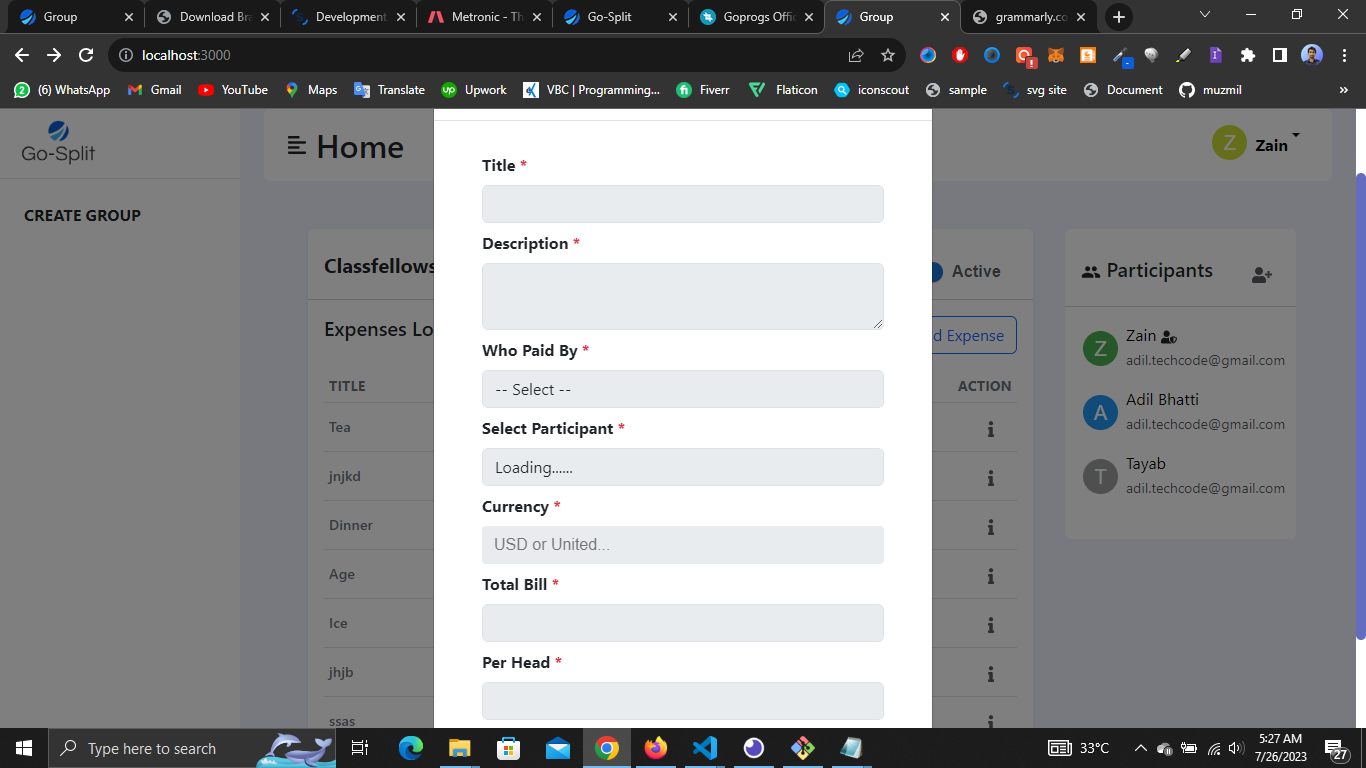 Group
Download Bra
Development
Metronic - Th
Go-Split
Goprogs Offic
Group
grammarly.co
localhost:3000
(6) WhatsApp
Gmail
YouTube
Maps
Translate
Upwork
VBC | Programming...
Fiverr
Flaticon
iconscout
sample
svg site
Document
muzmil
»
Go-Split
Home
Z
Zain
CREATE GROUP
Classfellows
Active
Expenses Lo
d Expense
TITLE
ACTION
Tea
jnjkd
Dinner
Age
Ice
jhjb
ssas
Title *
Description *
Who Paid By *
-- Select --
Select Participant *
Loading......
Currency *
USD or United...
Total Bill *
Per Head *
Participants
Z
Zain
adil.techcode@gmail.com
A
Adil Bhatti
adil.techcode@gmail.com
T
Tayab
adil.techcode@gmail.com
Type here to search
33°C
5:27 AM
7/26/2023
27